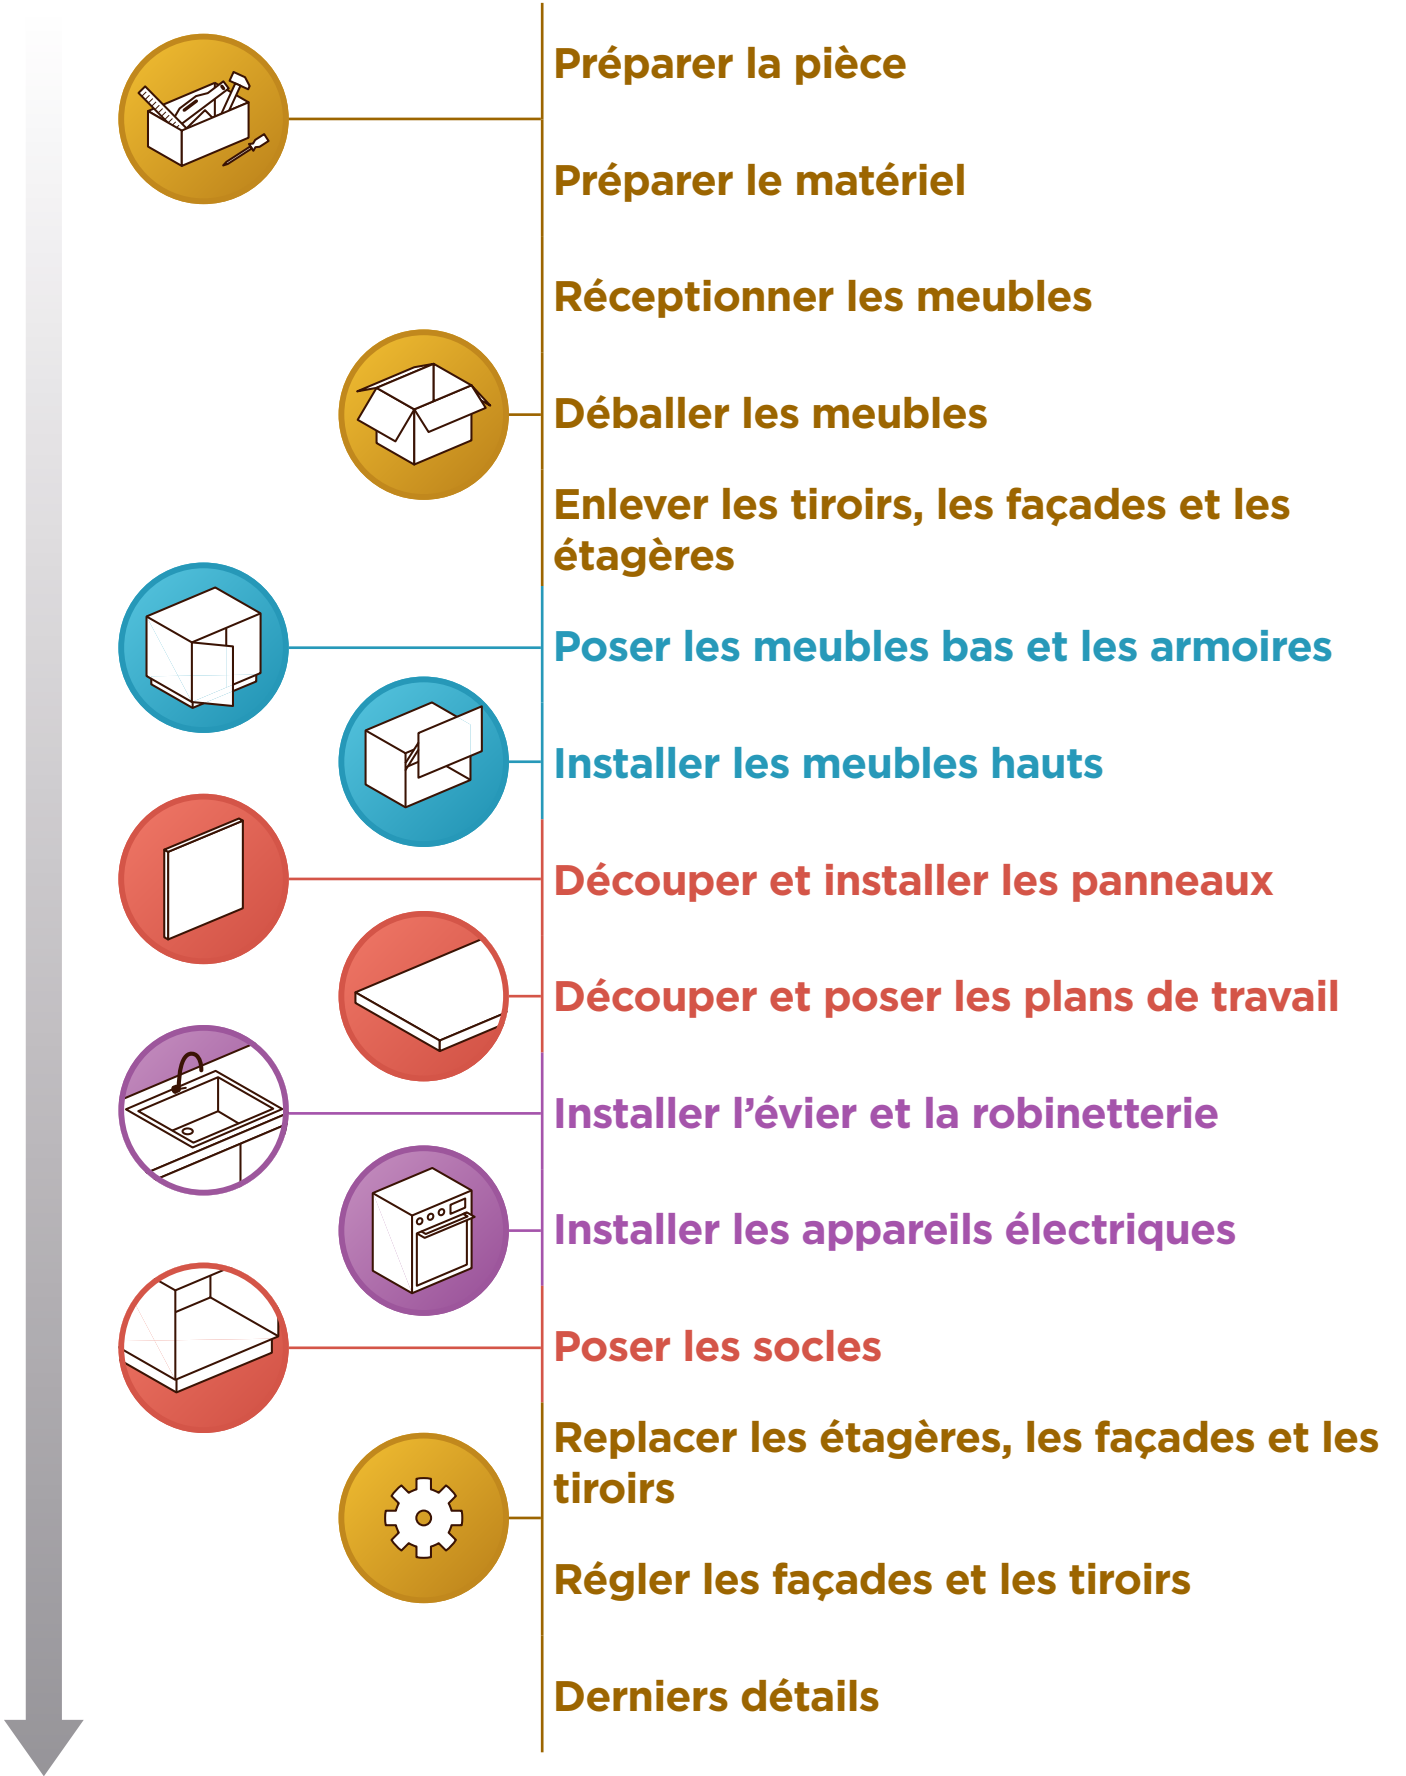 Préparer la pièce
Préparer le matériel
Réceptionner les meubles
Déballer les meubles
Enlever les tiroirs, les façades et les
étagères
Poser les meubles bas et les armoires
Installer les meubles hauts
Découper et installer les panneaux
Découper et poser les plans de travail
Installer l’évier et la robinetterie
Installer les appareils électriques
Poser les socles
Replacer les étagères, les façades et les
tiroirs
Régler les façades et les tiroirs
Derniers détails